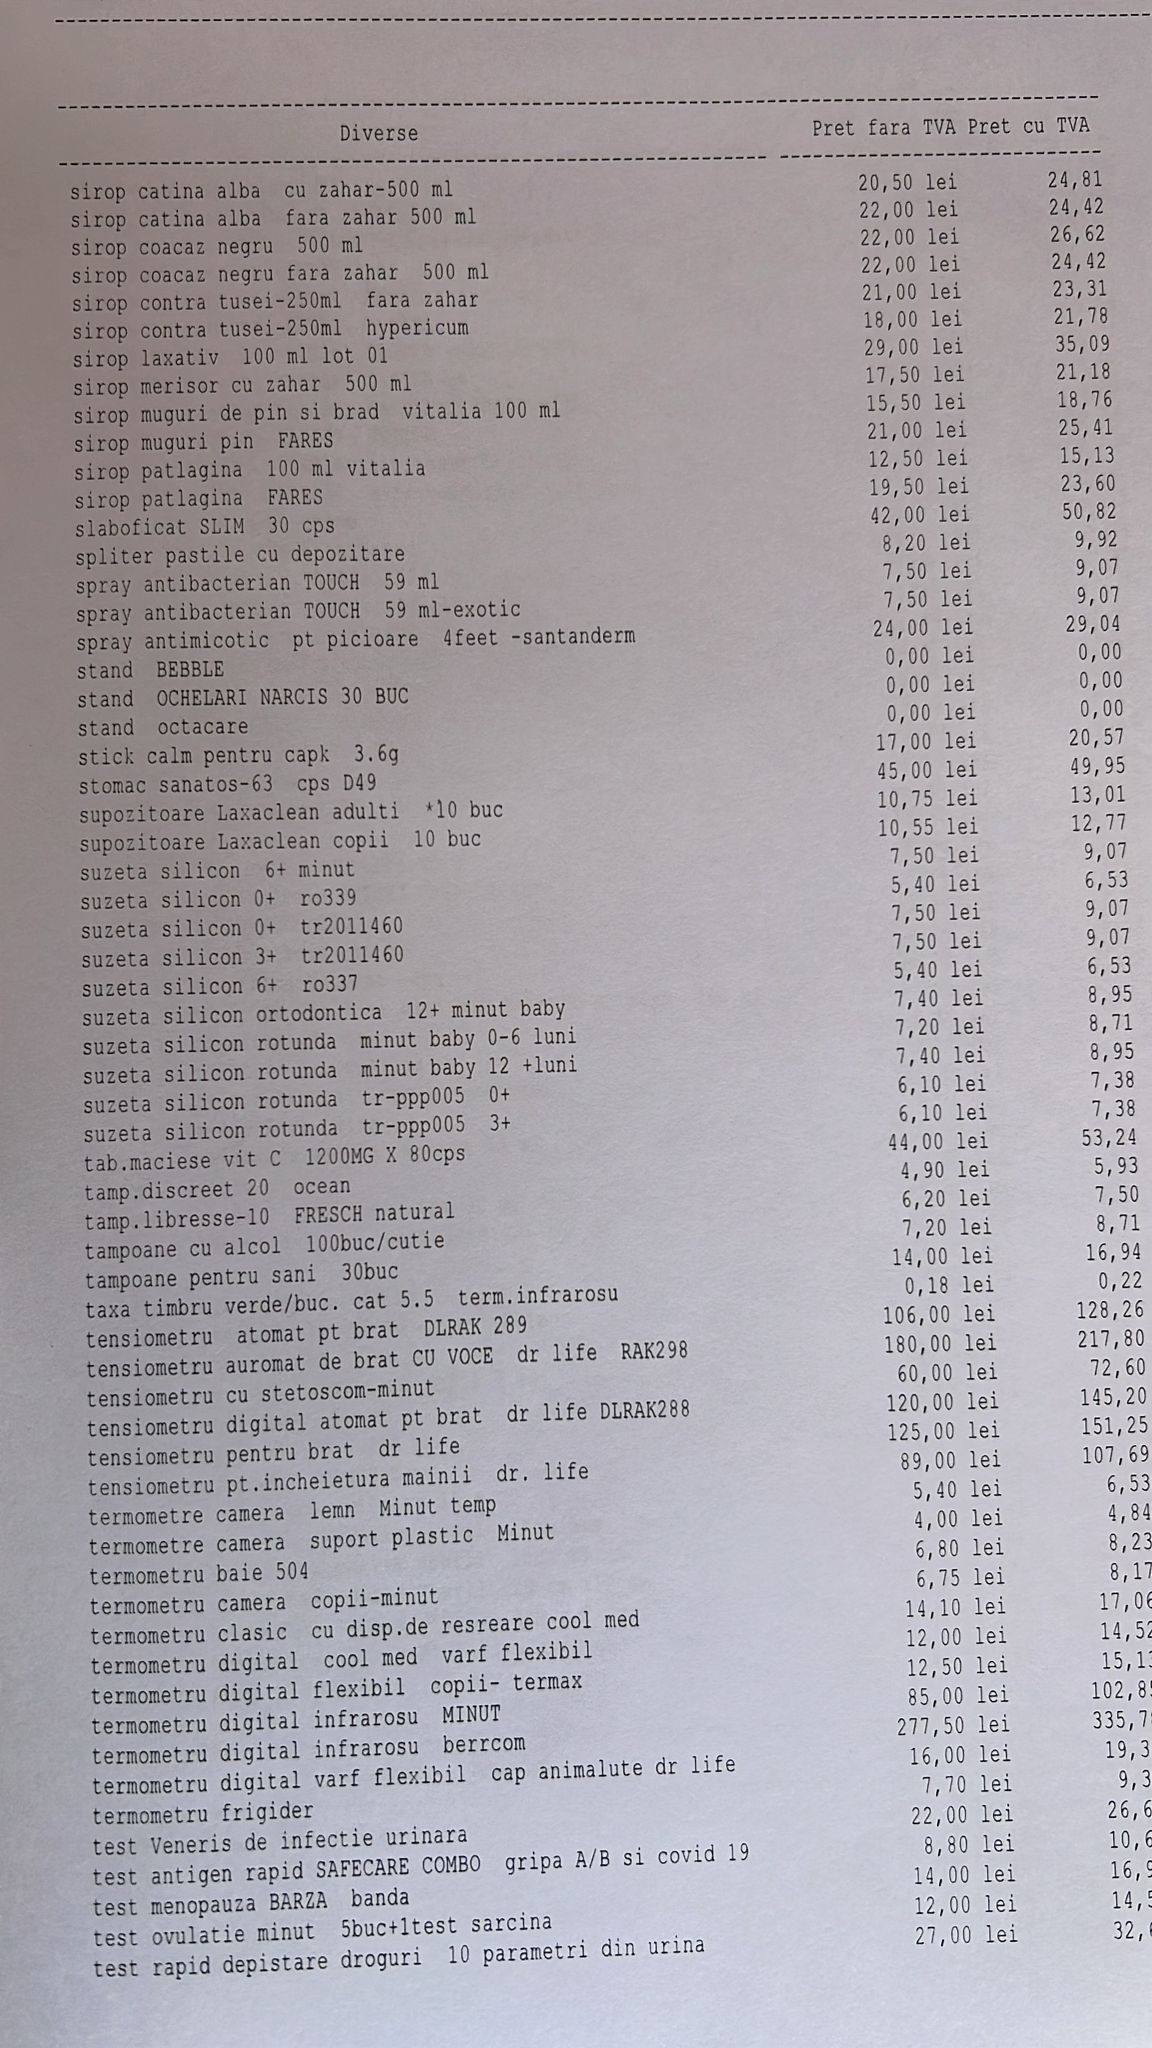 Diverse Pret fara TVA Pret cu TVA
sirop catina alba cu zahar-500 ml 20,50 lei 24,81
sirop catina alba fara zahar 500 ml 22,00 lei 24,42
sirop coacaz negru 500 ml 22,00 lei 26,62
sirop coacaz negru fara zahar 500 ml 22,00 lei 24,42
sirop contra tusei-250ml fara zahar 21,00 lei 23,31
sirop contra tusei-250ml hypericum 18,00 lei 21,78
sirop laxativ 100 ml lot 01 29,00 lei 35,09
sirop merisor cu zahar 500 ml 17,50 lei 21,18
sirop muguri de pin si brad vitalia 100 ml 15,50 lei 18,76
sirop muguri pin FARES 21,00 lei 25,41
sirop patlagina 100 ml vitalia 12,50 lei 15,13
sirop patlagina FARES 19,50 lei 23,60
slaboficat SLIM 30 cps 42,00 lei 50,82
spliter pastile cu depozitare 8,20 lei 9,92
spray antibacterian TOUCH 59 ml 7,50 lei 9,07
spray antibacterian TOUCH 59 ml-exotic 7,50 lei 9,07
spray antimicotic pt picioare 4feet -santanderm 24,00 lei 29,04
stand BEBBLE 0,00 lei 0,00
stand OCHELARI NARCIS 30 BUC 0,00 lei 0,00
stand octacare 0,00 lei 0,00
stick calm pentru capk 3.6g 17,00 lei 20,57
stomac sanatos-63 cps D49 45,00 lei 49,95
supozitoare Laxaclean adulti *10 buc 10,75 lei 13,01
supozitoare Laxaclean copii 10 buc 10,55 lei 12,77
suzeta silicon 6+ minut 7,50 lei 9,07
suzeta silicon 0+ ro339 5,40 lei 6,53
suzeta silicon 0+ tr2011460 7,50 lei 9,07
suzeta silicon 3+ tr2011460 7,50 lei 9,07
suzeta silicon 6+ ro337 5,40 lei 6,53
suzeta silicon ortodontica 12+ minut baby 7,40 lei 8,95
suzeta silicon rotunda minut baby 0-6 luni 7,20 lei 8,71
suzeta silicon rotunda minut baby 12 +luni 7,40 lei 8,95
suzeta silicon rotunda tr-ppp005 0+ 6,10 lei 7,38
suzeta silicon rotunda tr-ppp005 3+ 6,10 lei 7,38
tab.maciese vit C 1200MG X 80cps 44,00 lei 53,24
tamp.discreet 20 ocean 4,90 lei 5,93
tamp.libresse-10 FRESCH natural 6,20 lei 7,50
tampoane cu alcol 100buc/cutie 7,20 lei 8,71
tampoane pentru sani 30buc 14,00 lei 16,94
taxa timbru verde/buc. cat 5.5 term.infrarosu 0,18 lei 0,22
tensiometru atomat pt brat DLRAK 289 106,00 lei 128,26
tensiometru auromat de brat CU VOCE dr life RAK298 180,00 lei 217,80
tensiometru cu stetoscom-minut 60,00 lei 72,60
tensiometru digital atomat pt brat dr life DLRAK288 120,00 lei 145,20
tensiometru pentru brat dr life 125,00 lei 151,25
tensiometru pt.incheietura mainii dr. life 89,00 lei 107,69
termometre camera lemn Minut temp 5,40 lei 6,53
termometre camera suport plastic Minut 4,00 lei 4,84
termometru baie 504 6,80 lei 8,23
termometru camera copii-minut 6,75 lei 8,17
termometru clasic cu disp.de resreare cool med 14,10 lei 17,06
termometru digital cool med varf flexibil 12,00 lei 14,52
termometru digital flexibil copii- termax 12,50 lei 15,13
termometru digital infrarosu MINUT 85,00 lei 102,85
termometru digital infrarosu berrcom 277,50 lei 335,7
termometru digital varf flexibil cap animalute dr life 16,00 lei 19,3
termometru frigider 7,70 lei 9,3
test Veneris de infectie urinara 22,00 lei 26,6
test antigen rapid SAFECARE COMBO gripa A/B si covid 19 8,80 lei 10,6
test menopauza BARZA banda 14,00 lei 16,9
test ovulatie minut 5buc+1test sarcina 12,00 lei 14,5
test rapid depistare droguri 10 parametri din urina 27,00 lei 32,